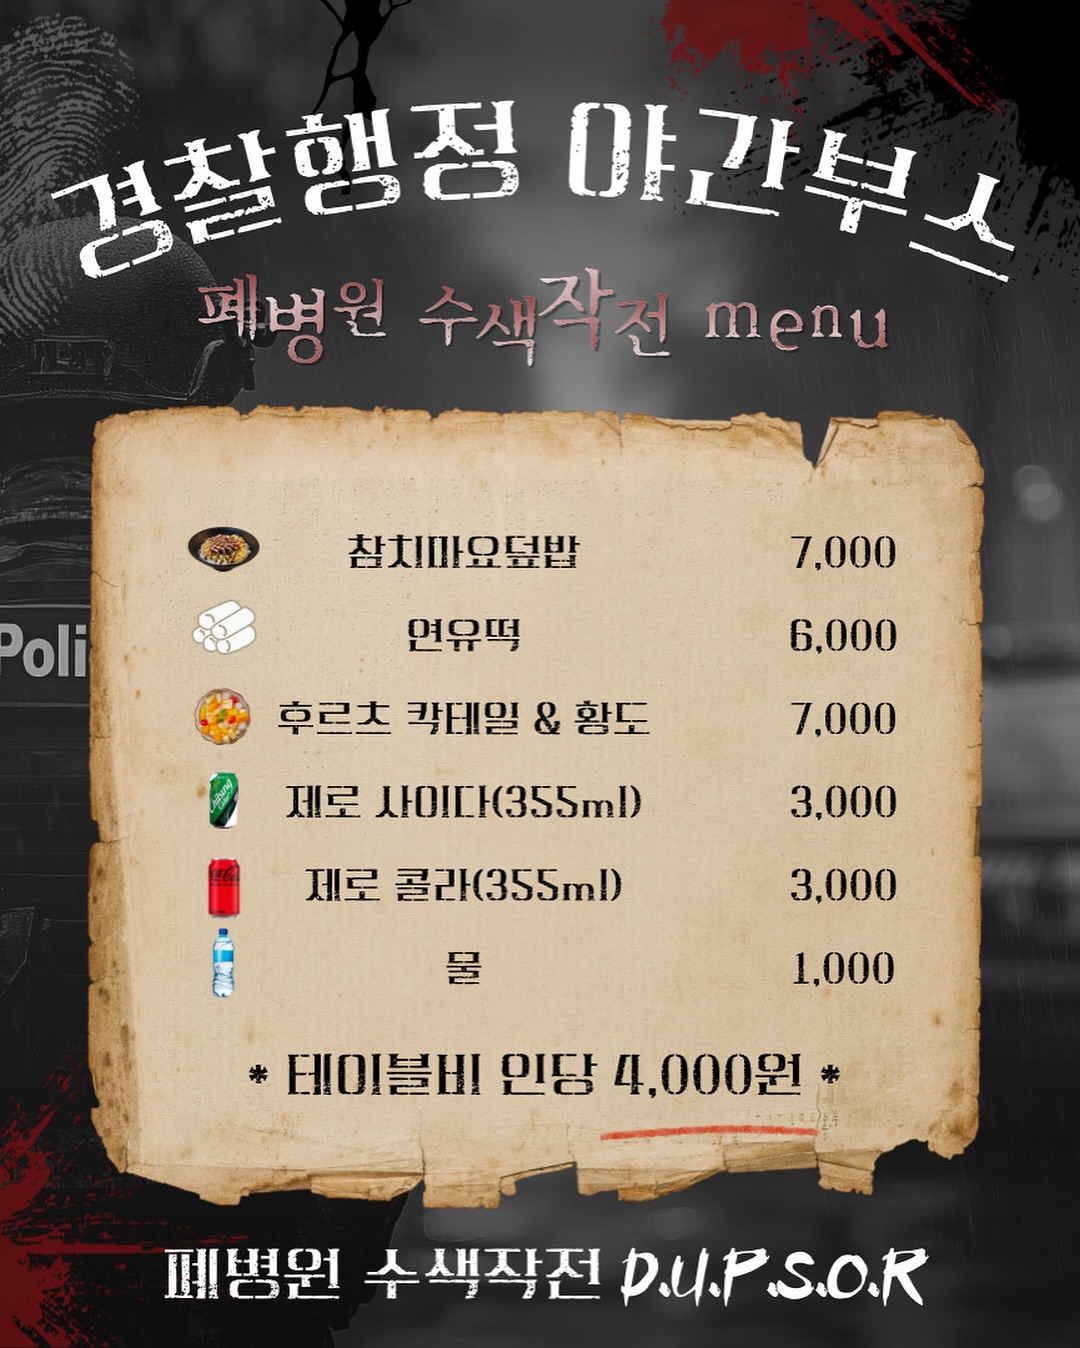 경찰행정 야간부스
폐병원 수색작전 menu
Poli
참치마요덮밥 7,000
연유떡 6,000
후르츠 칵테일 & 황도 7,000
제로 사이다(355ml) 3,000
제로 콜라(355ml) 3,000
물 1,000
* 테이블비 인당 4,000원 *
폐병원 수색작전 D.U.P.S.O.R